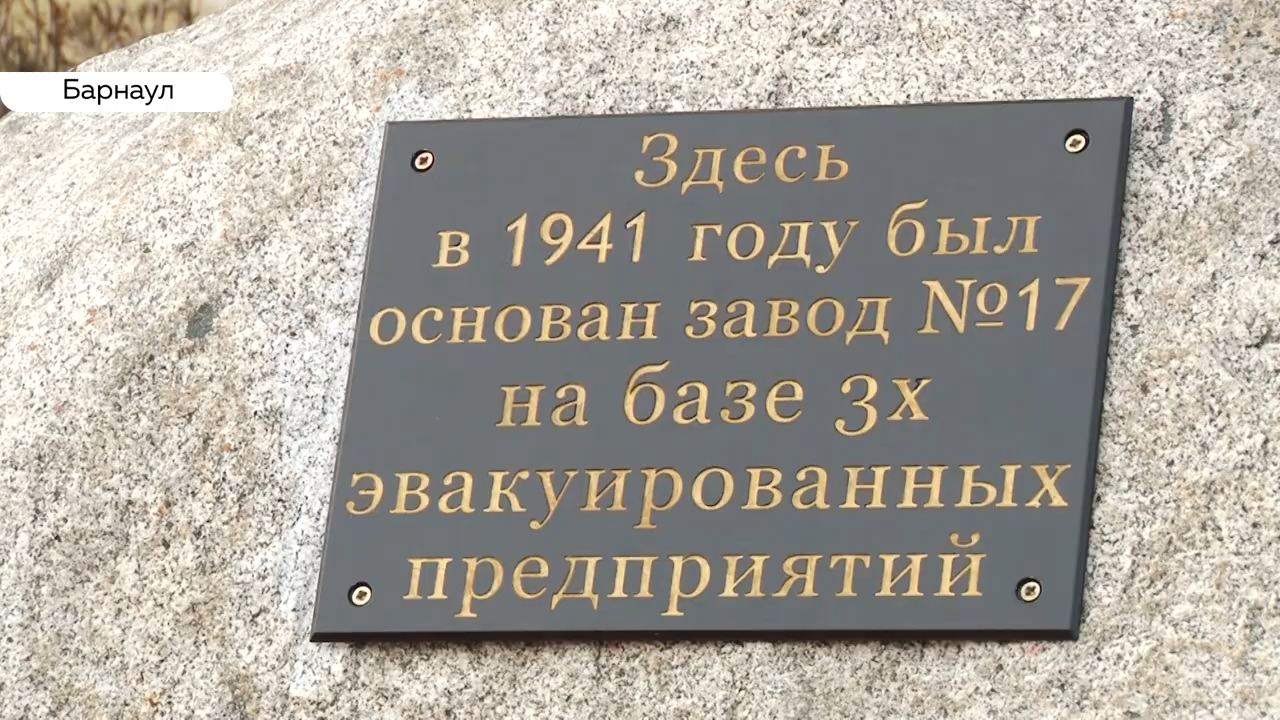 Барнаул
Здесь
в 1941 году был
основан завод №17
на базе 3х
эвакуированных
предприятий